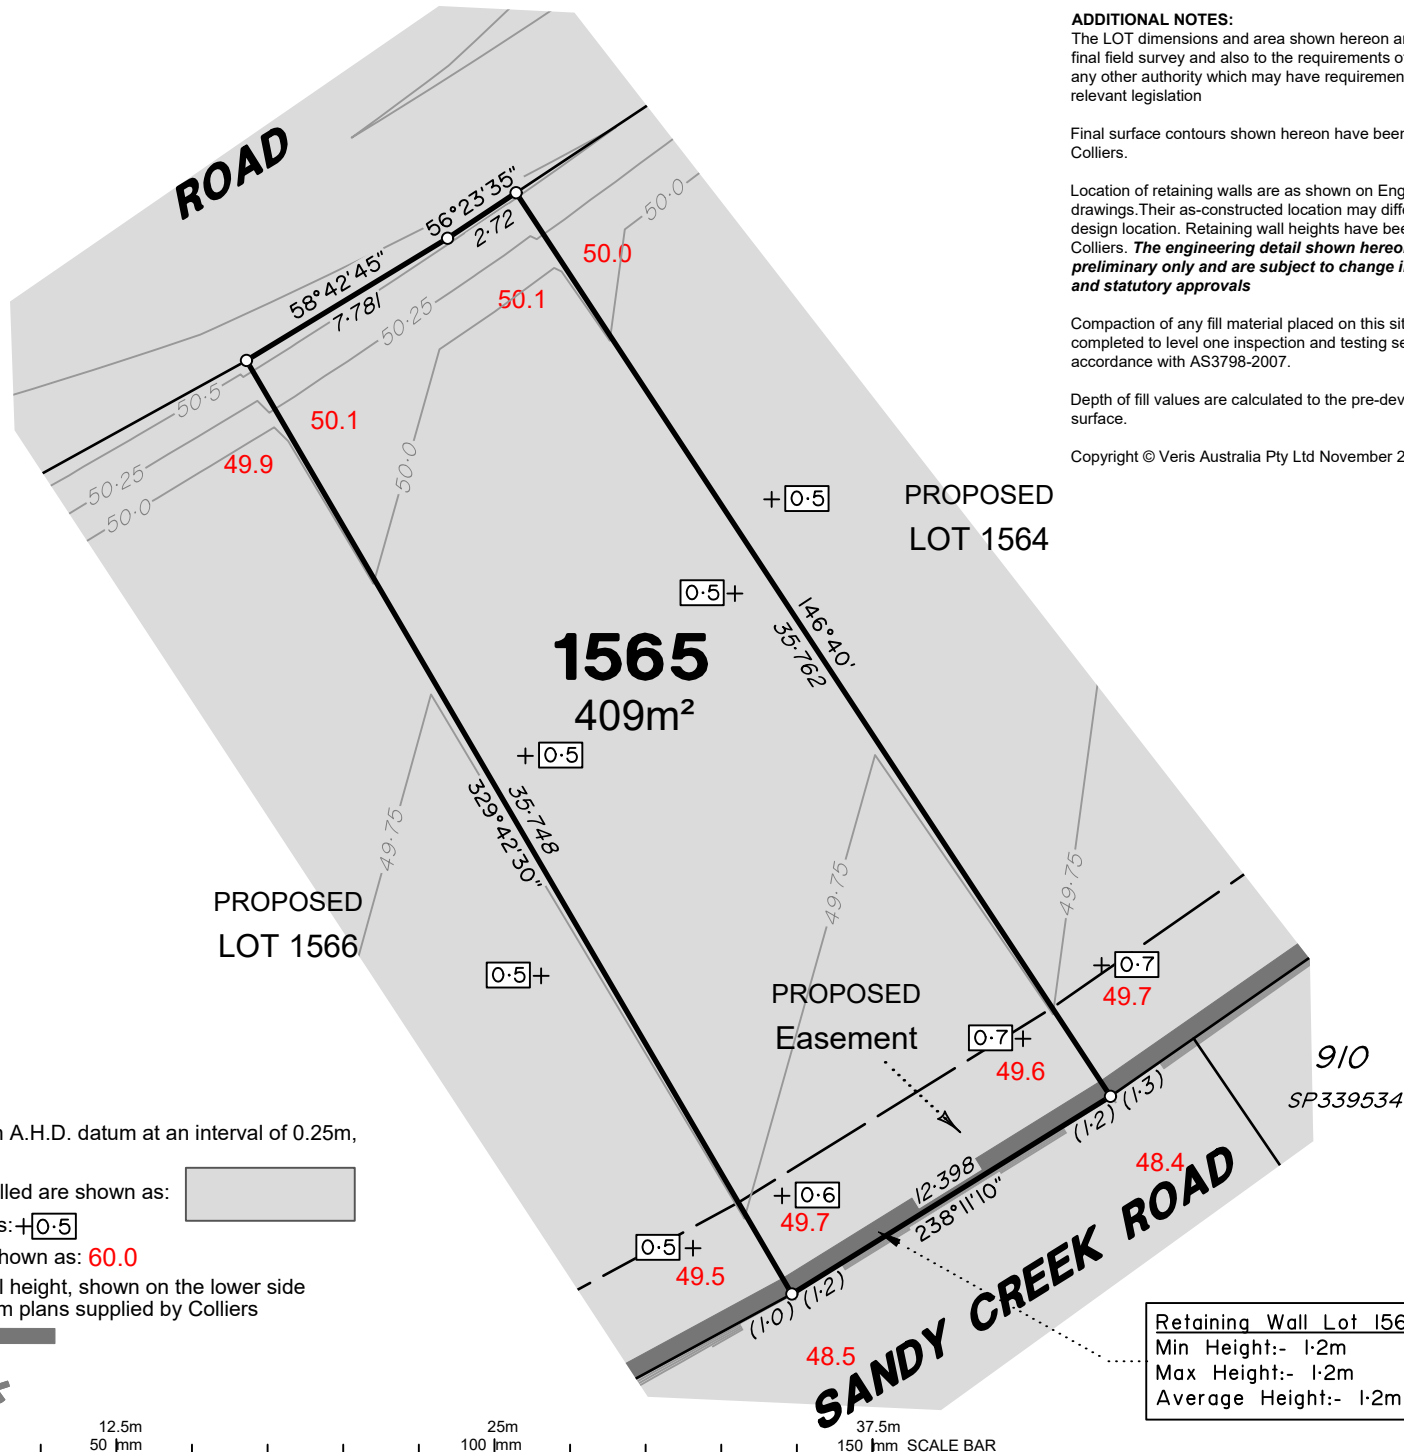 ADDITIONAL NOTES:
The LOT dimensions and area shown hereon a
final field survey and also to the requirements o
any other authority which may have requiremen
relevant legislation
Final surface contours shown hereon have been
Colliers.
Location of retaining walls are as shown on Eng
drawings.Their as-constructed location may diff
design location. Retaining wall heights have bee
Colliers. The engineering detail shown hereo
preliminary only and are subject to change i
and statutory approvals
Compaction of any fill material placed on this sit
completed to level one inspection and testing se
accordance with AS3798-2007.
Depth of fill values are calculated to the pre-dev
surface.
Copyright © Veris Australia Pty Ltd November 2
ROAD
56°23'35"
2·72
58°42'45"
7·781
50·0
50.0
50.1
50·25
50·5
50.1
49.9
50·0
50·25
50·0
0·5
PROPOSED
LOT 1564
0·5
1565
409m²
146°40'
35·762
0·5
35·748
329°42'30"
49·75
49·75
49·75
PROPOSED
LOT 1566
0·5
0·7
49.7
PROPOSED
Easement
0·7
49.6
910
SP339534
(1·3)
(1·2)
48.4
12·398
238°11'10"
0·6
49.7
0·5
49.5
(1·2)
(1·0)
48.5
SANDY CREEK ROAD
n A.H.D. datum at an interval of 0.25m,
lled are shown as:
s: 0·5
hown as: 60.0
l height, shown on the lower side
m plans supplied by Colliers
Retaining Wall Lot 156
Min Height:- 1·2m
Max Height:- 1·2m
Average Height:- 1·2m
12.5m
25m
37.5m
50 mm
100 mm
150 mm SCALE BAR